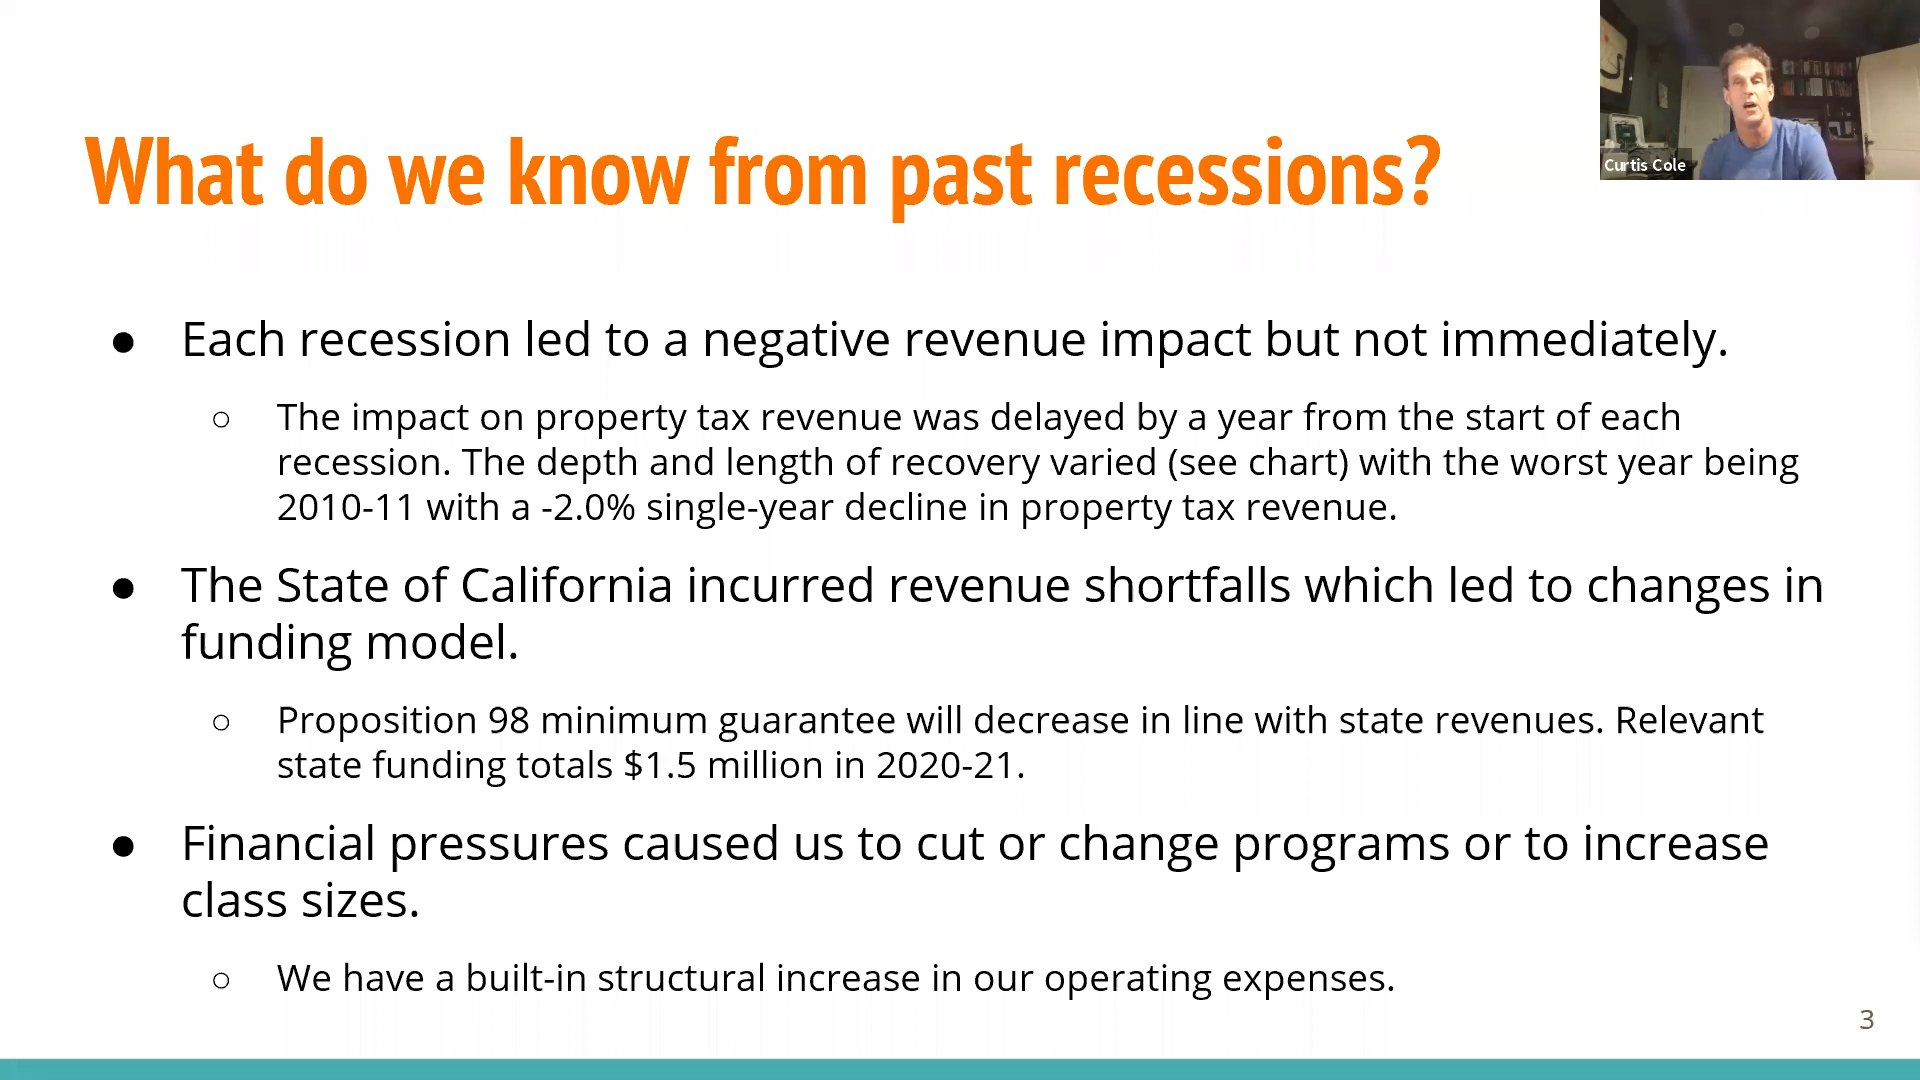 What do we know from past recessions?
Curtis Cole
● Each recession led to a negative revenue impact but not immediately.
○ The impact on property tax revenue was delayed by a year from the start of each
recession. The depth and length of recovery varied (see chart) with the worst year being
2010-11 with a -2.0% single-year decline in property tax revenue.
● The State of California incurred revenue shortfalls which led to changes in
funding model.
○ Proposition 98 minimum guarantee will decrease in line with state revenues. Relevant
state funding totals $1.5 million in 2020-21.
● Financial pressures caused us to cut or change programs or to increase
class sizes.
○ We have a built-in structural increase in our operating expenses.
3